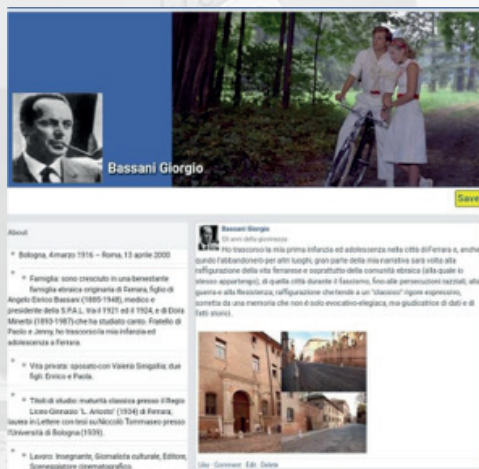 Bassani Giorgio
Save
About
Bologna, 4 marzo 1916 – Roma, 13 aprile 2000
Famiglia: sono cresciuto in una benestante
famiglia ebraica originaria di Ferrara, figlio di
Angelo Enrico Bassani (1885-1948), medico e
presidente della S.P.A.L. tra il 1921 ed il 1924, e di Dora
Minerbi (1893-1987) che ha studiato canto. Fratello di
Paolo e Jenny, ho trascorso la mia infanzia ed
adolescenza a Ferrara.
Vita privata: sposato con Valeria Sinigallia; due
figli: Enrico e Paola.
Titoli di studio: maturità classica presso il Regio
Liceo Ginnasio "L. Ariosto" (1934) di Ferrara,
laurea in Lettere con tesi su Niccolò Tommaseo presso
l'Università di Bologna (1939).
Lavoro: Insegnante, Giornalista culturale, Editore,
Sceneggiatore cinematografico.
Bassani Giorgio
Gli anni della giovinezza
Ho trascorso la mia prima infanzia ed adolescenza nella città di Ferrara e, anche
quando l'abbandonerò per altri luoghi, gran parte della mia narrativa sarà volta alla
raffigurazione della vita ferrarese e soprattutto della comunità ebraica (alla quale io
stesso appartengo), di quella città durante il fascismo, fino alle persecuzioni razziali, alla
guerra e alla Resistenza; raffigurazione che tende a un "classico" rigore espressivo,
sorretta da una memoria che non è solo evocativo-elegiaca, ma giudicatrice di dati e di
fatti storici.
Like · Comment · Edit · Delete